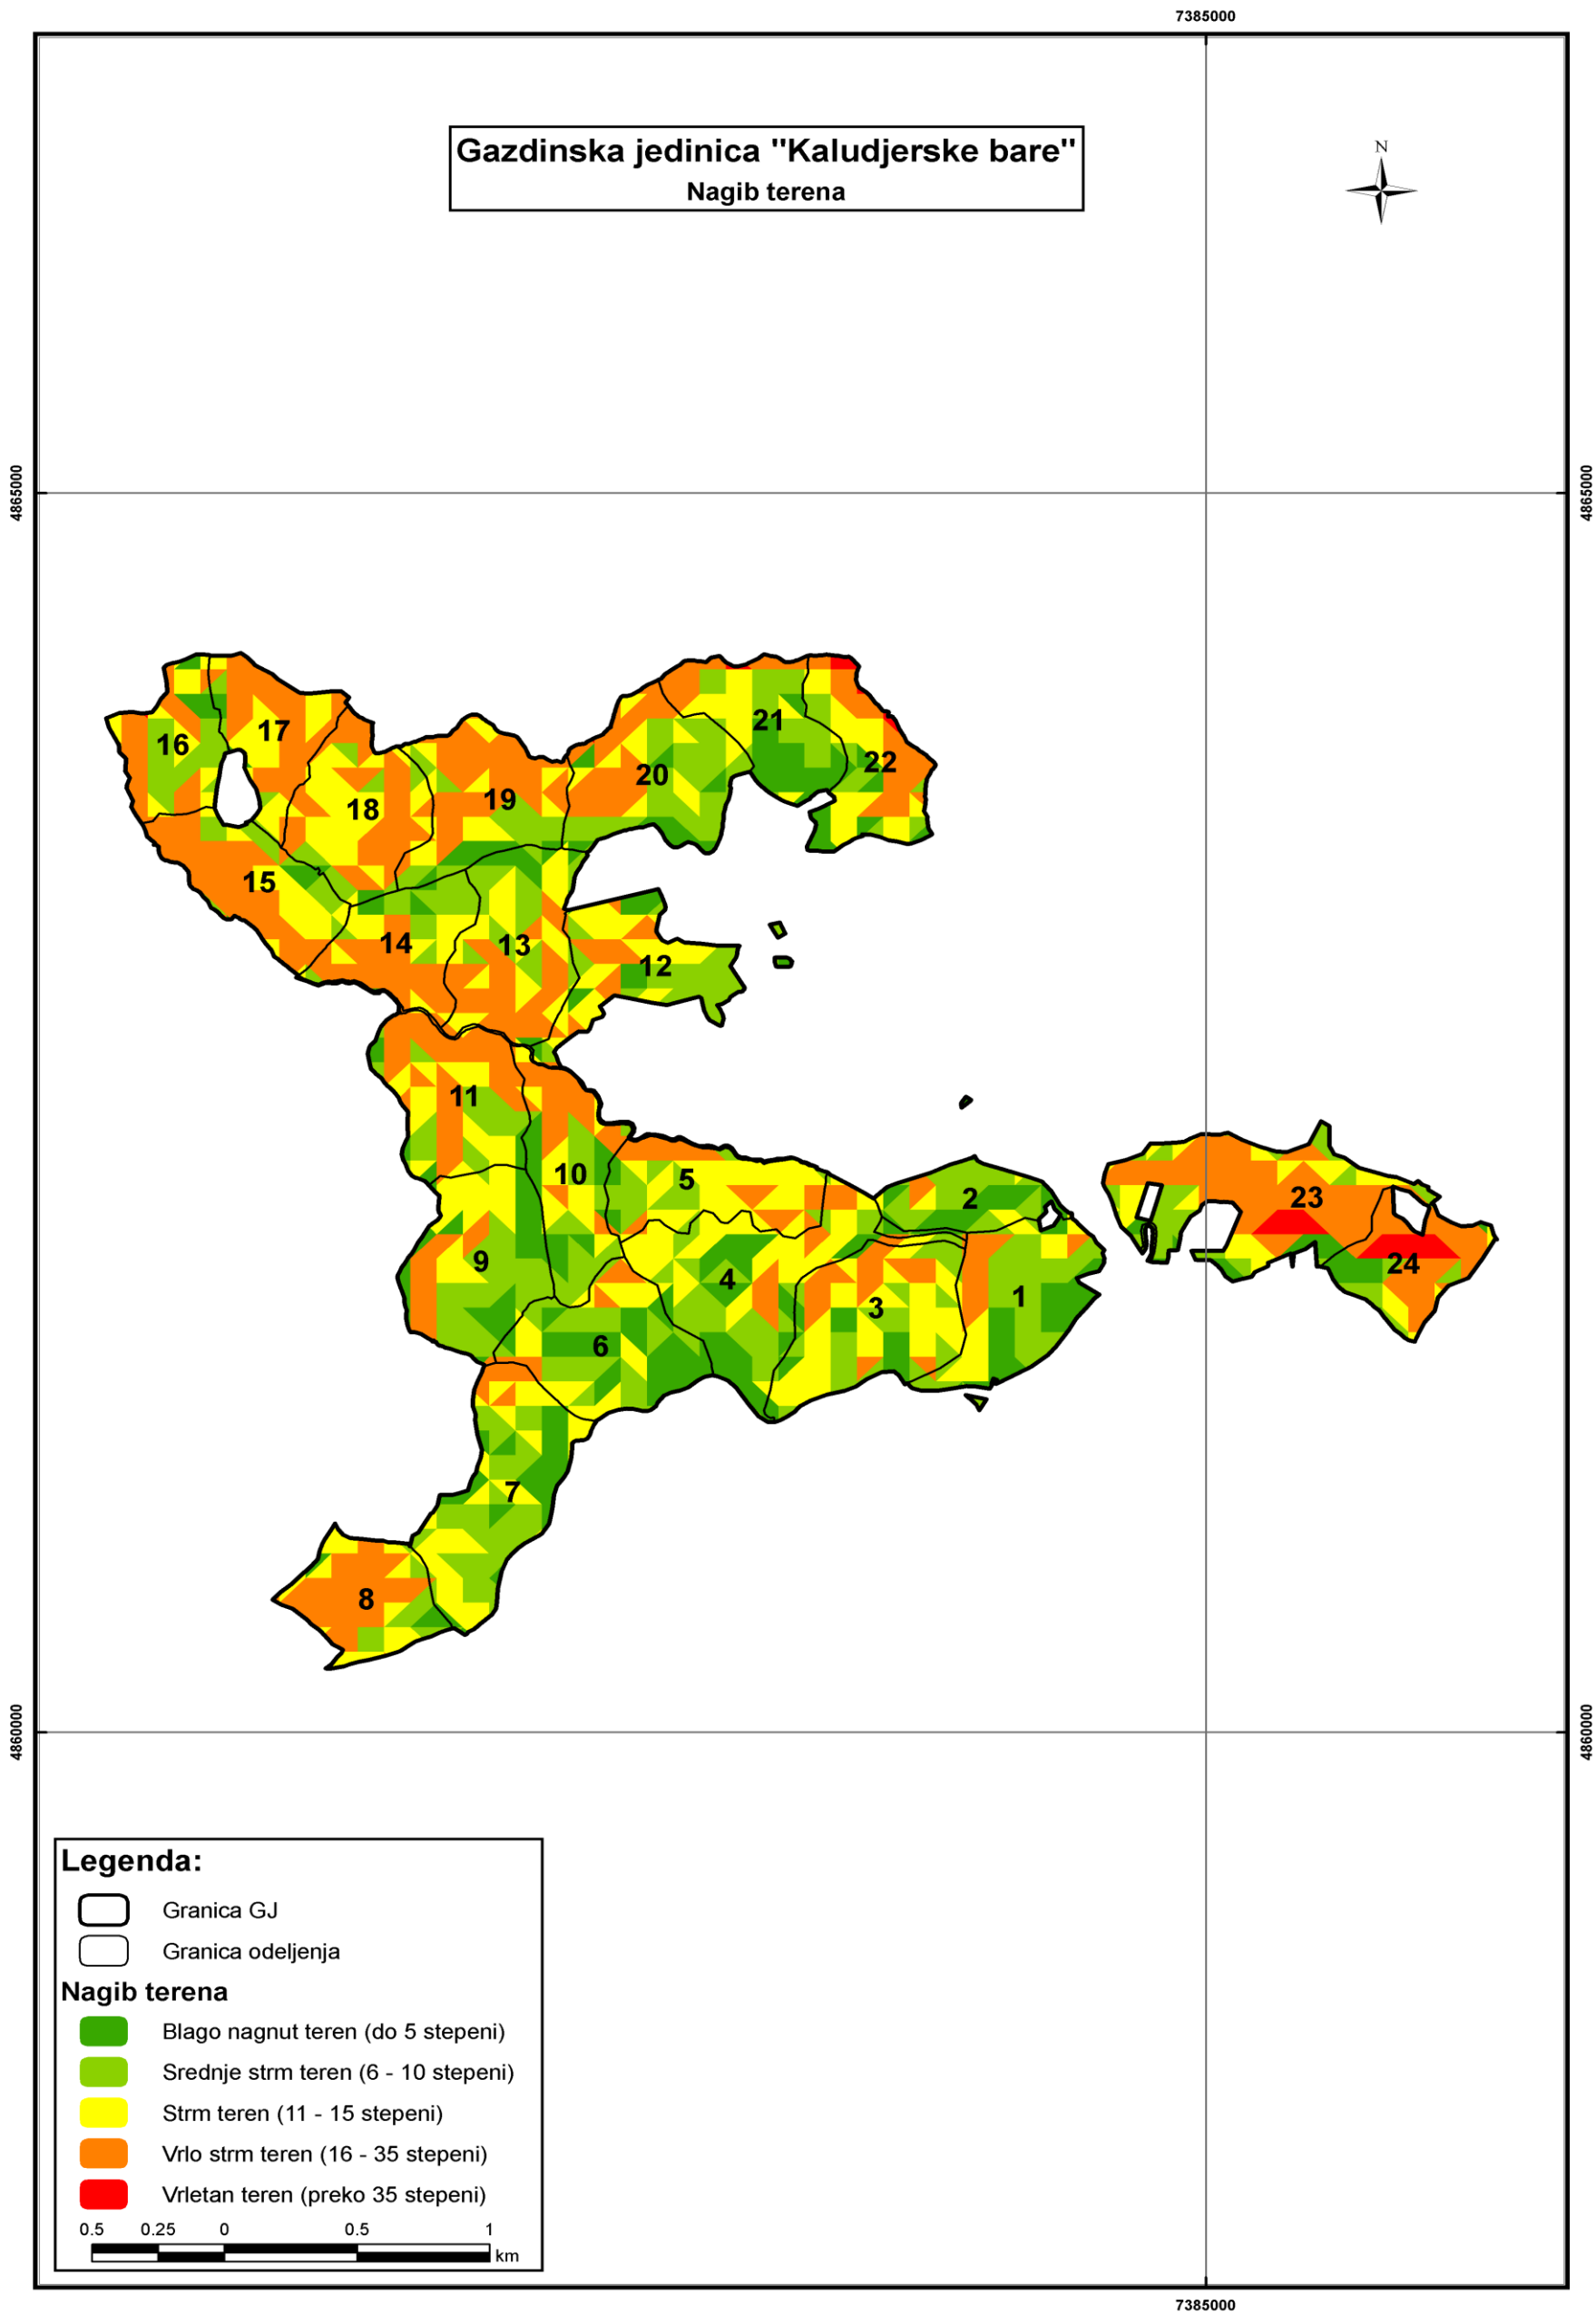 7385000
Gazdinska jedinica "Kaludjerske bare"
Nagib terena
N
4865000
4865000
21
17
16
22
20
19
18
15
14
13
12
11
10
5
2
23
9
4
24
1
3
6
7
8
4860000
4860000
Legenda:
Granica GJ
Granica odeljenja
Nagib terena
Blago nagnut teren (do 5 stepeni)
Srednje strm teren (6 - 10 stepeni)
Strm teren (11 - 15 stepeni)
Vrlo strm teren (16 - 35 stepeni)
Vrletan teren (preko 35 stepeni)
0.5 0.25 0 0.5 1
km
7385000